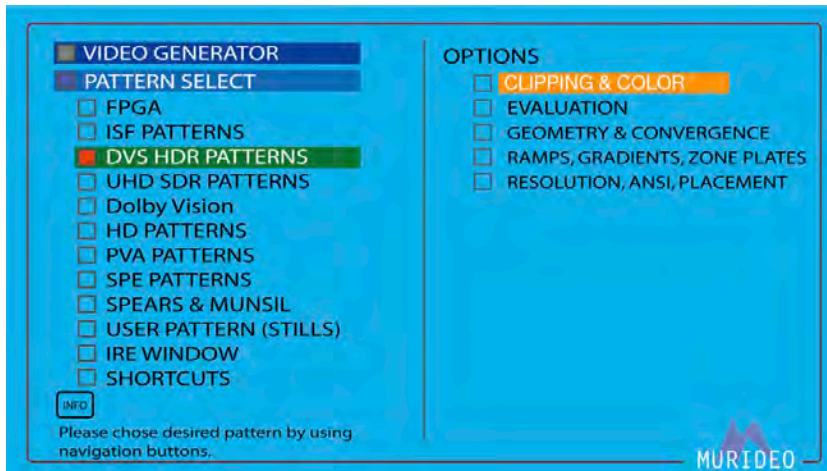 VIDEO GENERATOR
PATTERN SELECT
FPGA
ISF PATTERNS
DVS HDR PATTERNS
UHD SDR PATTERNS
Dolby Vision
HD PATTERNS
PVA PATTERNS
SPE PATTERNS
SPEARS & MUNSIL
USER PATTERN (STILLS)
IRE WINDOW
SHORTCUTS
INFO
Please chose desired pattern by using
navigation buttons.
OPTIONS
CLIPPING & COLOR
EVALUATION
GEOMETRY & CONVERGENCE
RAMPS, GRADIENTS, ZONE PLATES
RESOLUTION, ANSI, PLACEMENT
MURIDEO